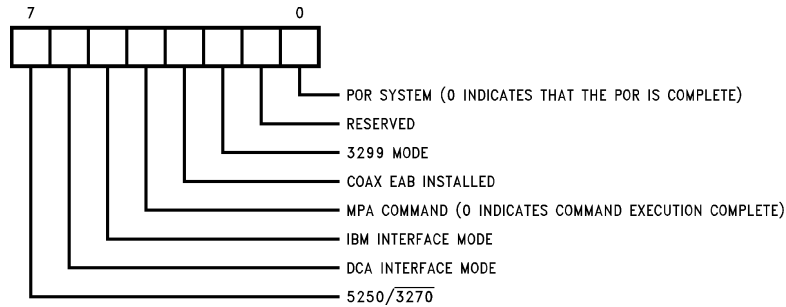 7 0
POR SYSTEM (0 INDICATES THAT THE POR IS COMPLETE)
RESERVED
3299 MODE
COAX EAB INSTALLED
MPA COMMAND (0 INDICATES COMMAND EXECUTION COMPLETE)
IBM INTERFACE MODE
DCA INTERFACE MODE
5250/3270